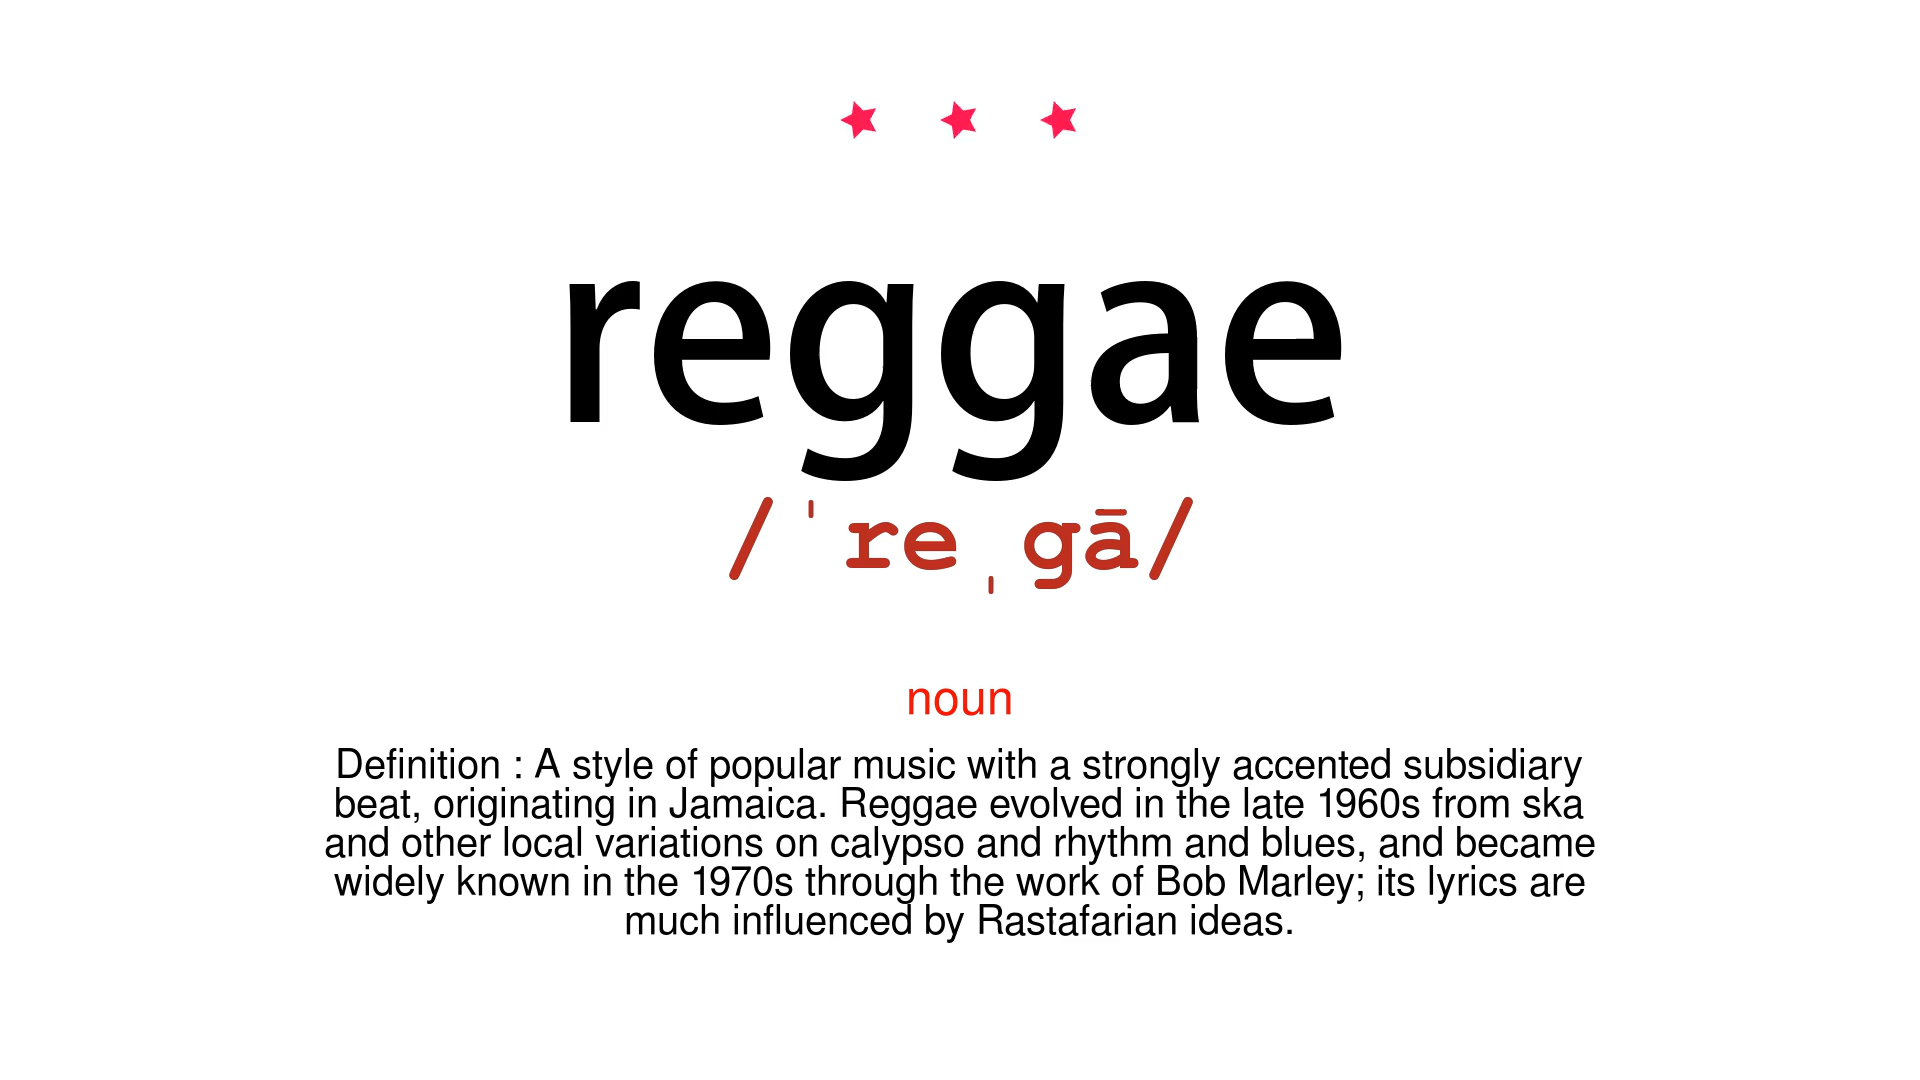 reggae
/ˈreˌgā/
noun
Definition : A style of popular music with a strongly accented subsidiary
beat, originating in Jamaica. Reggae evolved in the late 1960s from ska
and other local variations on calypso and rhythm and blues, and became
widely known in the 1970s through the work of Bob Marley; its lyrics are
much influenced by Rastafarian ideas.